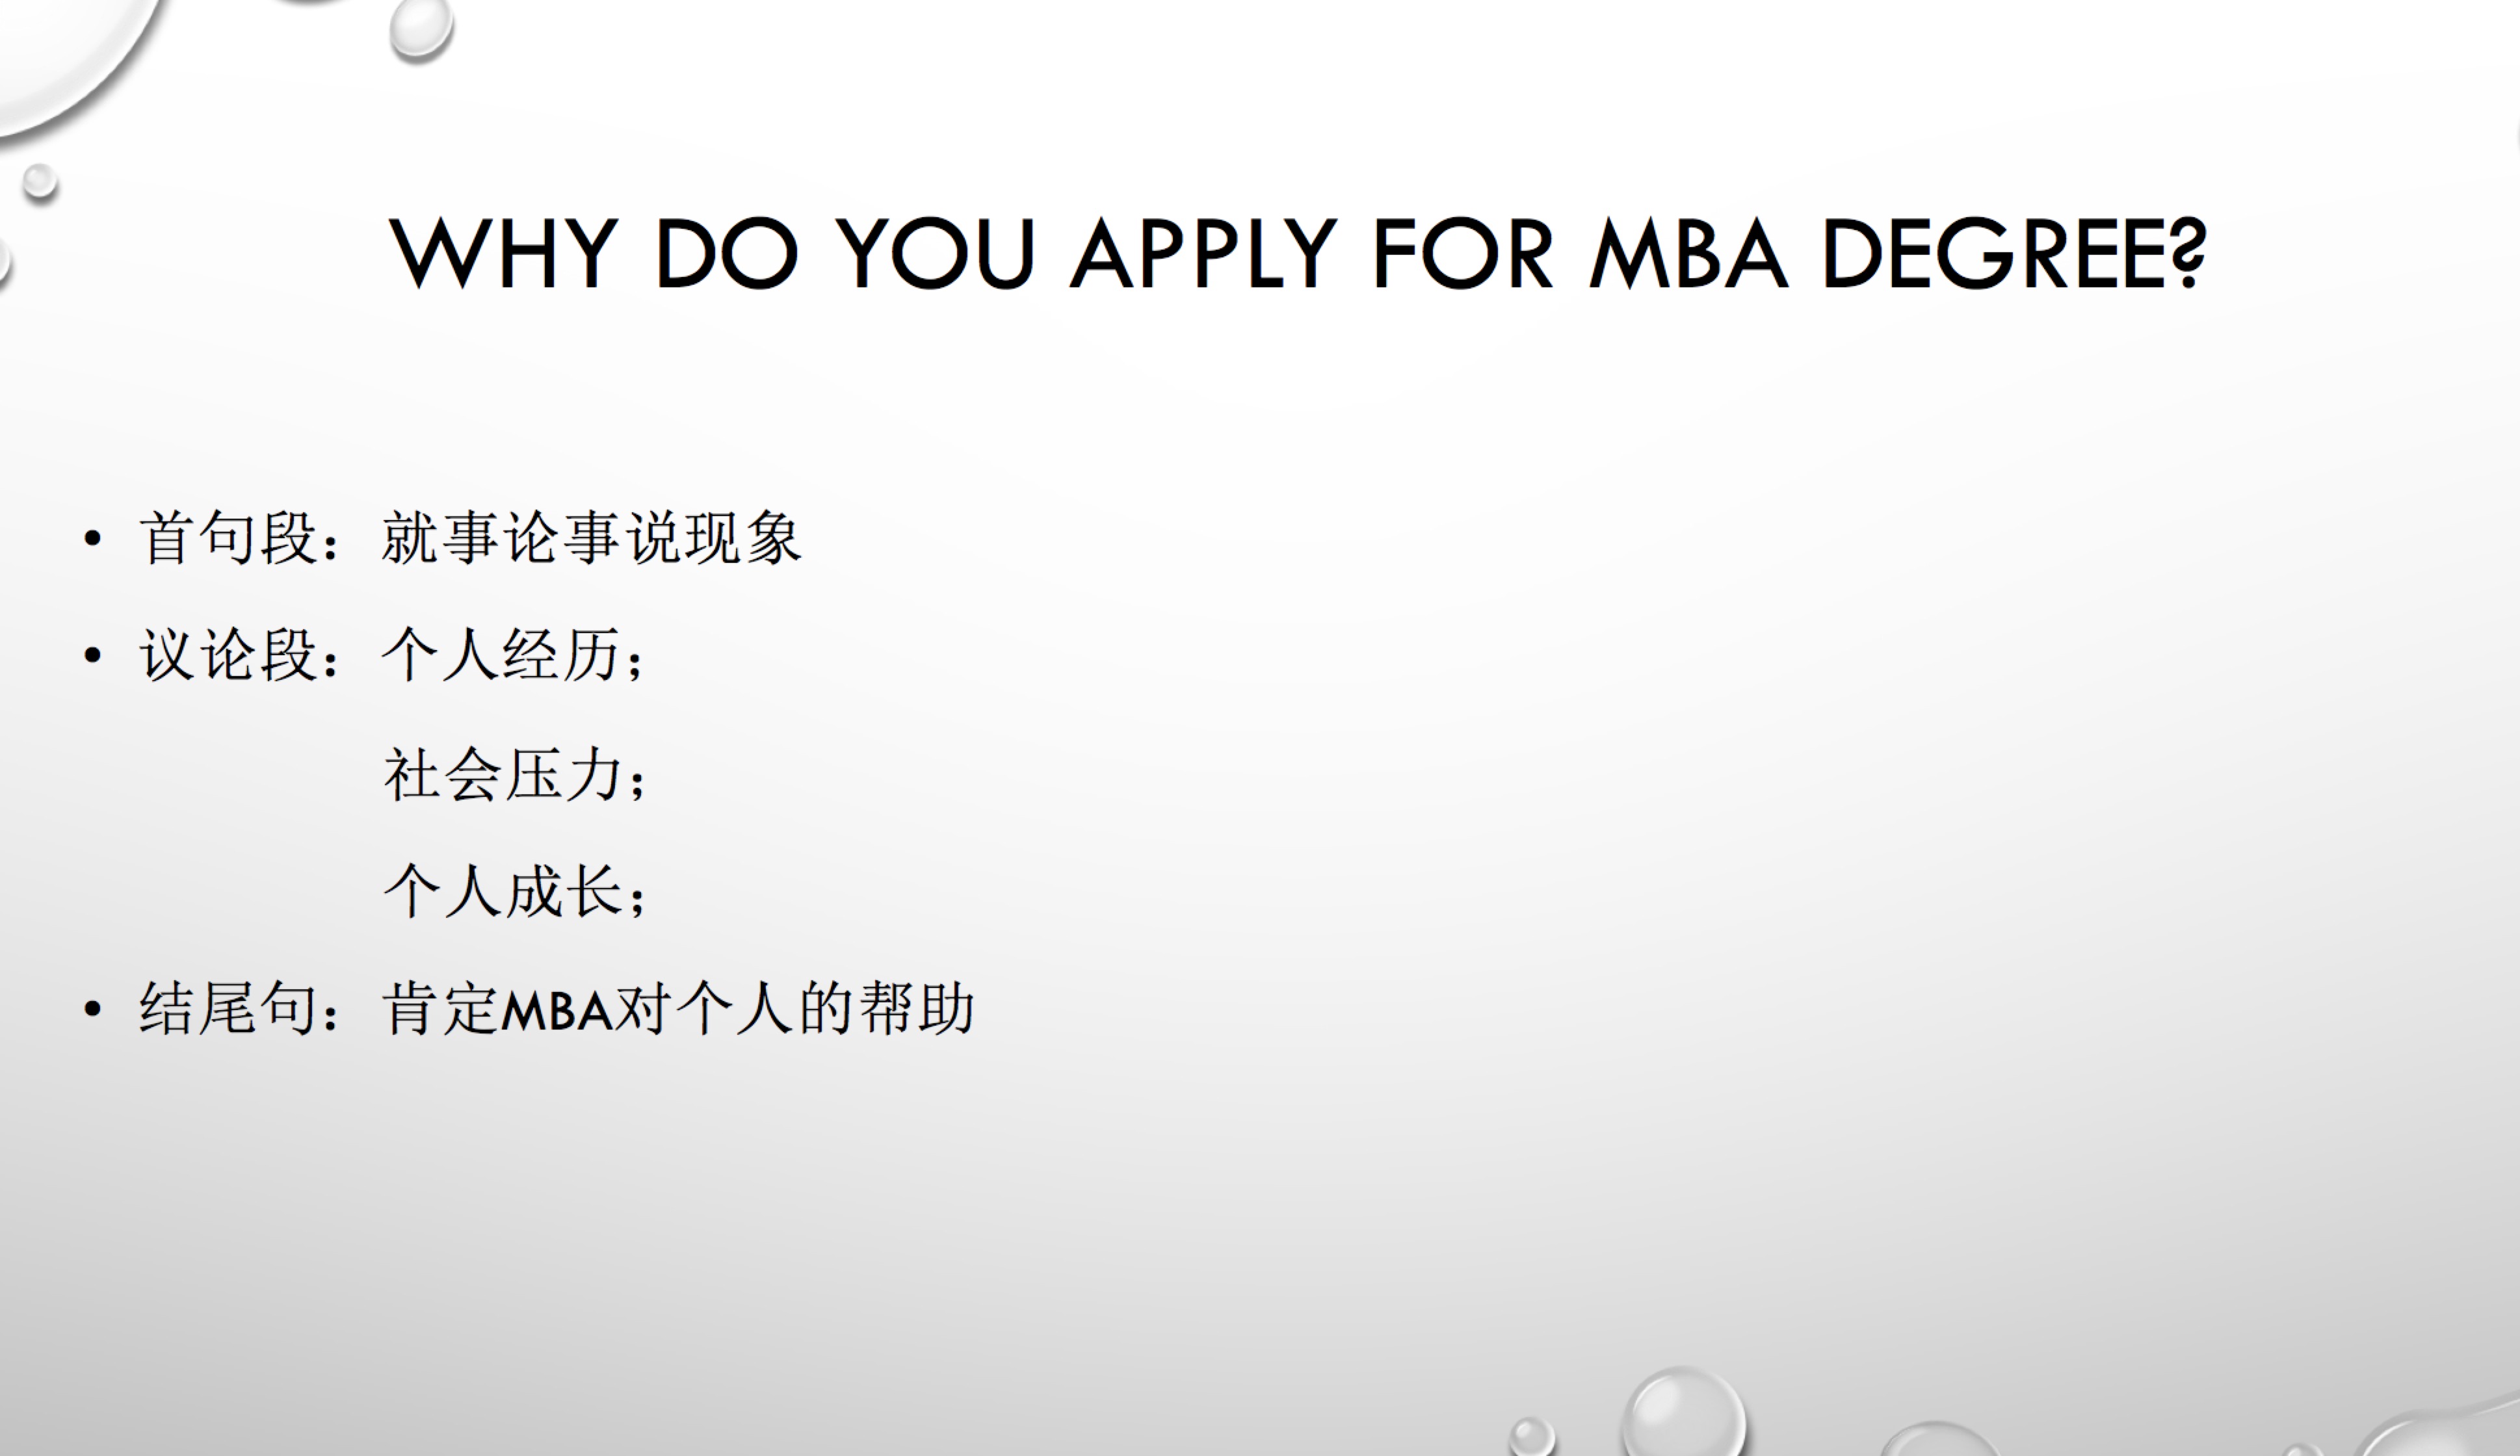 WHY DO YOU APPLY FOR MBA DEGREE?
• 首句段：就事论事说现象
• 议论段：个人经历；
社会压力；
个人成长；
• 结尾句：肯定MBA对个人的帮助